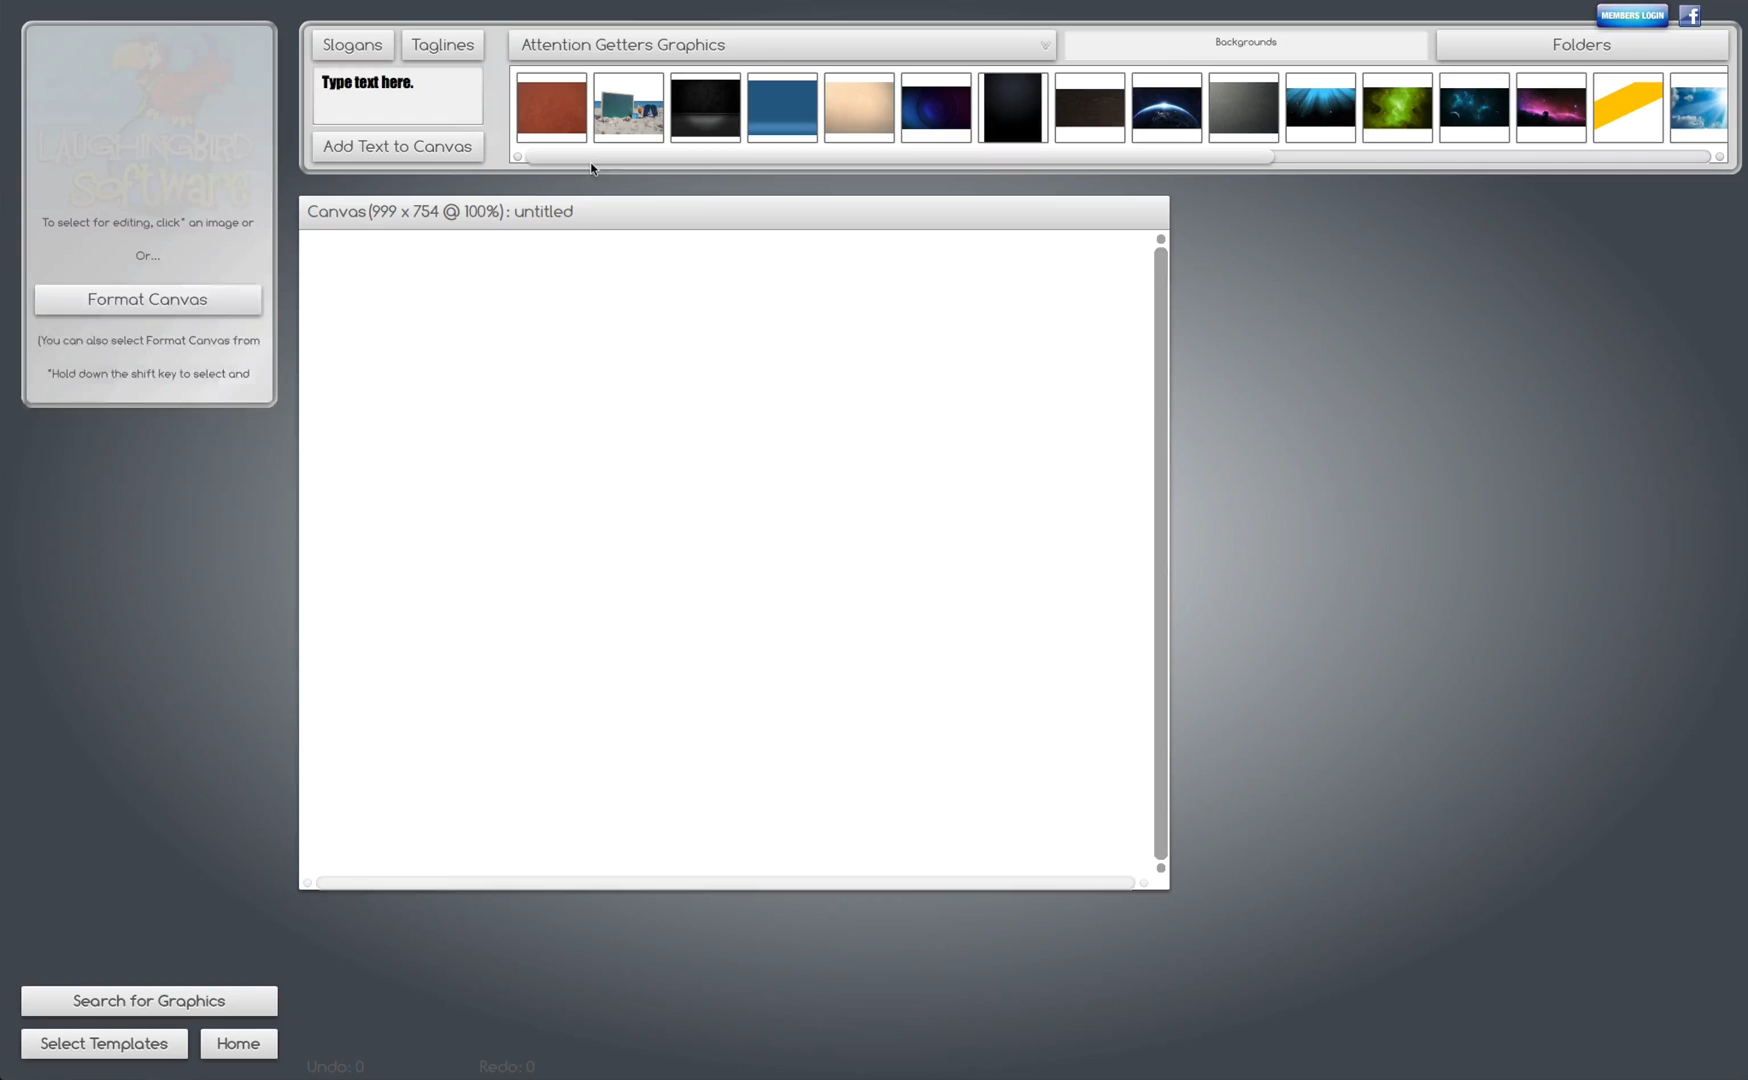 MEMBERS LOGIN
f
Slogans
Taglines
Attention Getters Graphics
Backgrounds
Folders
Type text here.
Add Text to Canvas
LAUGHINGBIRD
Software
To select for editing, click* an image or
Or...
Format Canvas
(You can also select Format Canvas from
*Hold down the shift key to select and
Canvas(999 x 754 @ 100%) : untitled
Search for Graphics
Select Templates
Home
Undo: 0
Redo: 0